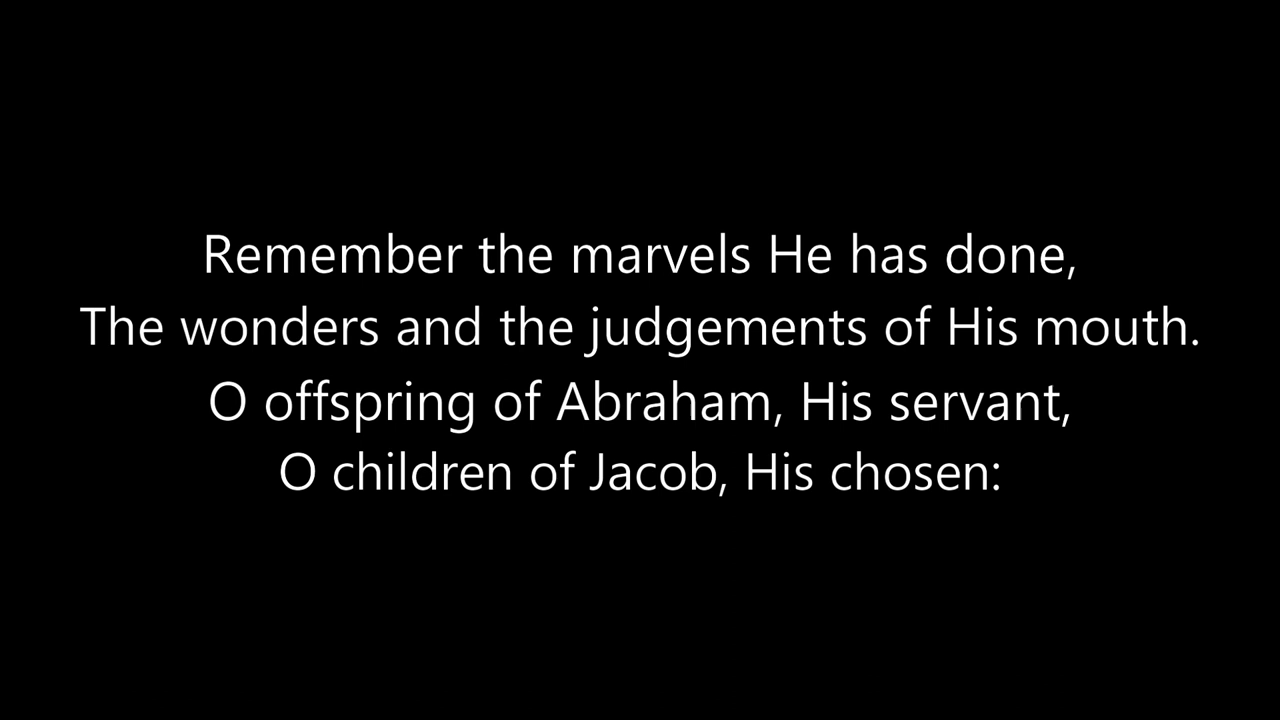 Remember the marvels He has done,
The wonders and the judgements of His mouth.
O offspring of Abraham, His servant,
O children of Jacob, His chosen: